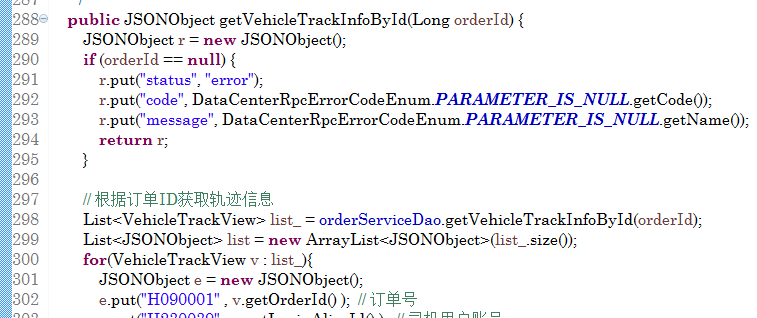 288 public JSONObject getVehicleTrackInfoById(Long orderId) {
289 JSONObject r = new JSONObject();
290 if (orderId == null) {
291 r.put("status", "error");
292 r.put("code", DataCenterRpcErrorCodeEnum.PARAMETER_IS_NULL.getCode());
293 r.put("message", DataCenterRpcErrorCodeEnum.PARAMETER_IS_NULL.getName());
294 return r;
295 }
296
297 //根据订单ID获取轨迹信息
298 List<VehicleTrackView> list_ = orderServiceDao.getVehicleTrackInfoById(orderId);
299 List<JSONObject> list = new ArrayList<JSONObject>(list_.size());
300 for(VehicleTrackView v : list_){
301 JSONObject e = new JSONObject();
302 e.put("H090001" , v.getOrderId() ); //订单号